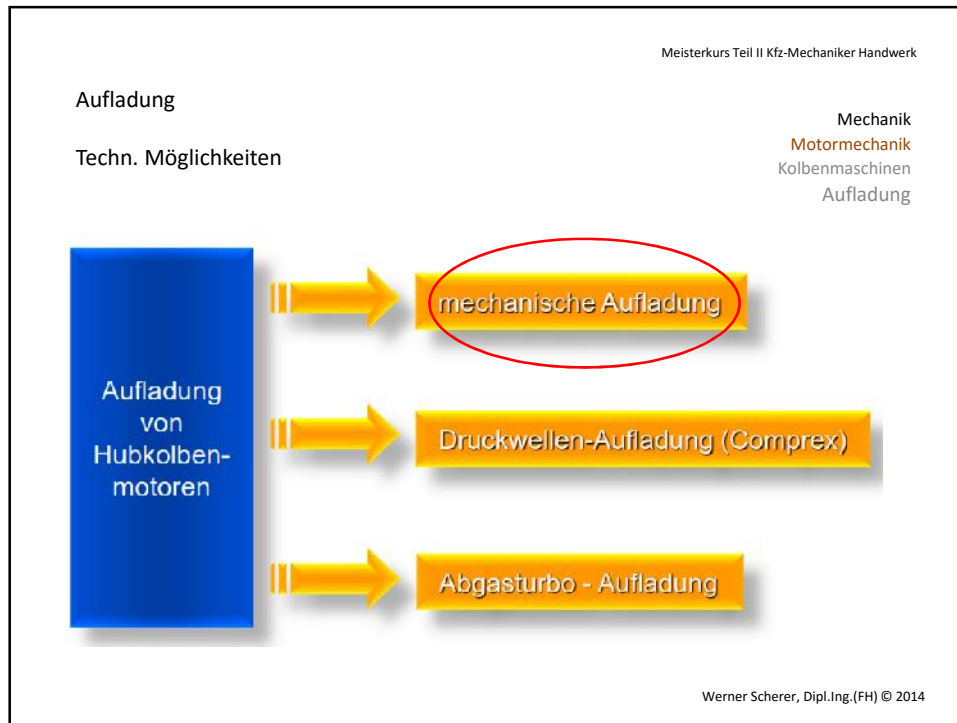 Meisterkurs Teil II Kfz-Mechaniker Handwerk
Aufladung
Techn. Möglichkeiten
Mechanik
Motormechanik
Kolbenmaschinen
Aufladung
Aufladung
von
Hubkolben-
motoren
mechanische Aufladung
Druckwellen-Aufladung (Comprex)
Abgasturbo - Aufladung
Werner Scherer, Dipl.Ing.(FH) © 2014